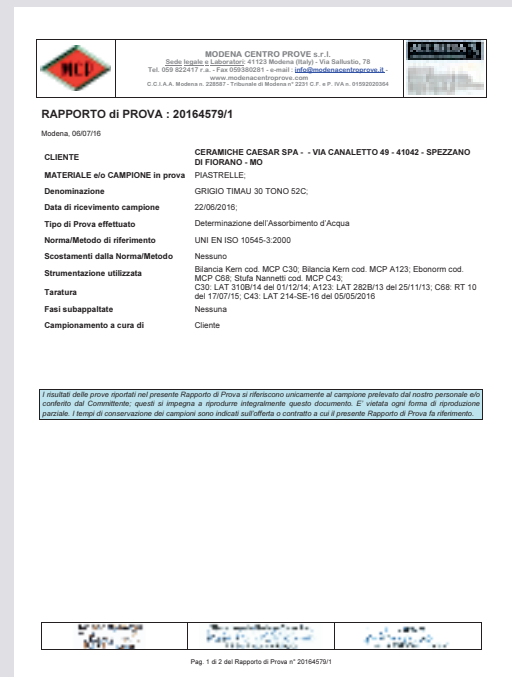 MCP
MODENA CENTRO PROVE s.r.l.
Sede legale e Laboratori: 41123 Modena (Italy) - Via Sallustio, 78
Tel. 059 822417 r.a. - Fax 059380281 - e-mail : info@modenacentroprove.it -
www.modenacentroprove.com
C.C.I.A.A. Modena n. 228587 - Tribunale di Modena n° 2231 C.F. e P. IVA n. 01592020364
RAPPORTO di PROVA : 20164579/1
Modena, 06/07/16
CLIENTE CERAMICHE CAESAR SPA - - VIA CANALETTO 49 - 41042 - SPEZZANO
DI FIORANO - MO
MATERIALE e/o CAMPIONE in prova PIASTRELLE;
Denominazione GRIGIO TIMAU 30 TONO 52C;
Data di ricevimento campione 22/06/2016;
Tipo di Prova effettuato Determinazione dell'Assorbimento d'Acqua
Norma/Metodo di riferimento UNI EN ISO 10545-3:2000
Scostamenti dalla Norma/Metodo Nessuno
Strumentazione utilizzata Bilancia Kern cod. MCP C30; Bilancia Kern cod. MCP A123; Ebonorm cod.
MCP C68; Stufa Nannetti cod. MCP C43;
Taratura C30: LAT 310B/14 del 01/12/14; A123: LAT 282B/13 del 25/11/13; C68: RT 10
del 17/07/15; C43: LAT 214-SE-16 del 05/05/2016
Fasi subappaltate Nessuna
Campionamento a cura di Cliente
I risultati delle prove riportati nel presente Rapporto di Prova si riferiscono unicamente al campione prelevato dal nostro personale e/o
conferito dal Committente; questi si impegna a riprodurre integralmente questo documento. E' vietata ogni forma di riproduzione
parziale. I tempi di conservazione dei campioni sono indicati sull'offerta o contratto a cui il presente Rapporto di Prova fa riferimento.
Pag. 1 di 2 del Rapporto di Prova n° 20164579/1